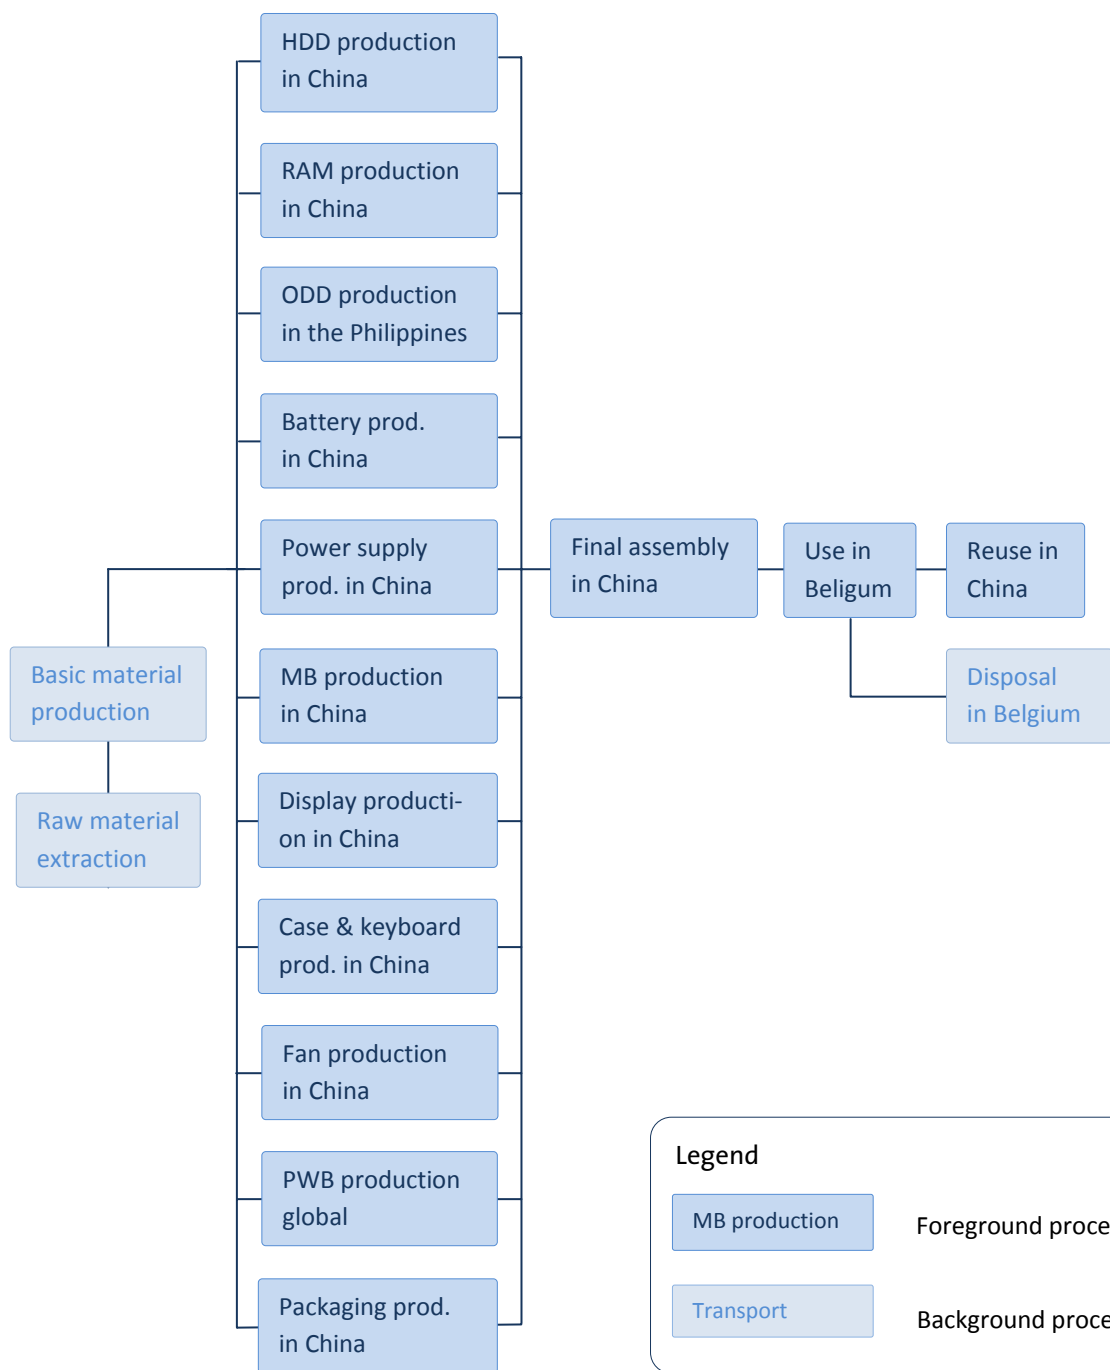 HDD production
in China
RAM production
in China
ODD production
in the Philippines
Battery prod.
in China
Power supply
prod. in China
Final assembly
in China
Use in
Beligum
Reuse in
China
Basic material
production
MB production
in China
Disposal
in Belgium
Raw material
extraction
Display producti-
on in China
Case & keyboard
prod. in China
Fan production
in China
PWB production
global
Packaging prod.
in China
Legend
MB production
Foreground proce
Transport
Background proce